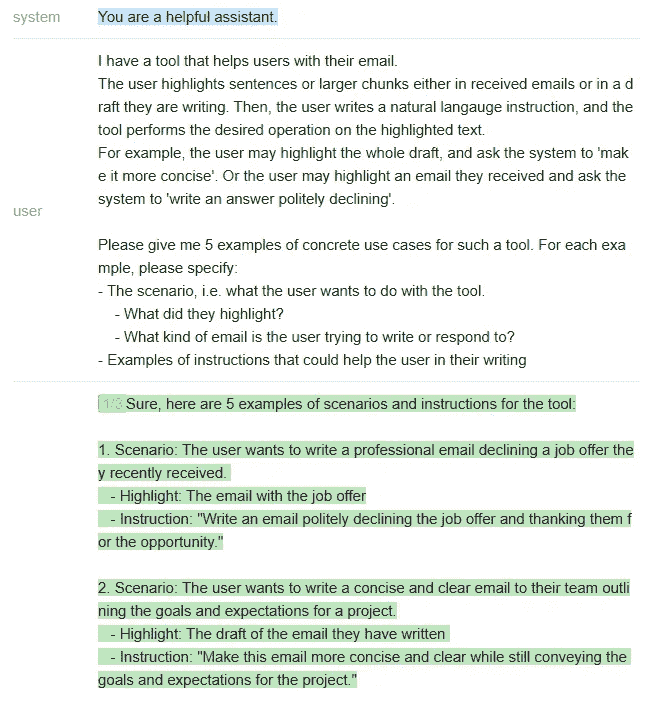 system You are a helpful assistant.
I have a tool that helps users with their email.
The user highlights sentences or larger chunks either in received emails or in a d
raft they are writing. Then, the user writes a natural langauge instruction, and the
tool performs the desired operation on the highlighted text.
For example, the user may highlight the whole draft, and ask the system to 'mak
e it more concise'. Or the user may highlight an email they received and ask the
system to 'write an answer politely declining'.
user
Please give me 5 examples of concrete use cases for such a tool. For each exa
mple, please specify:
- The scenario, i.e. what the user wants to do with the tool.
- What did they highlight?
- What kind of email is the user trying to write or respond to?
- Examples of instructions that could help the user in their writing
1/3 Sure, here are 5 examples of scenarios and instructions for the tool:
1. Scenario: The user wants to write a professional email declining a job offer the
y recently received.
- Highlight: The email with the job offer
- Instruction: "Write an email politely declining the job offer and thanking them f
or the opportunity."
2. Scenario: The user wants to write a concise and clear email to their team outli
ning the goals and expectations for a project.
- Highlight: The draft of the email they have written
- Instruction: "Make this email more concise and clear while still conveying the
goals and expectations for the project."